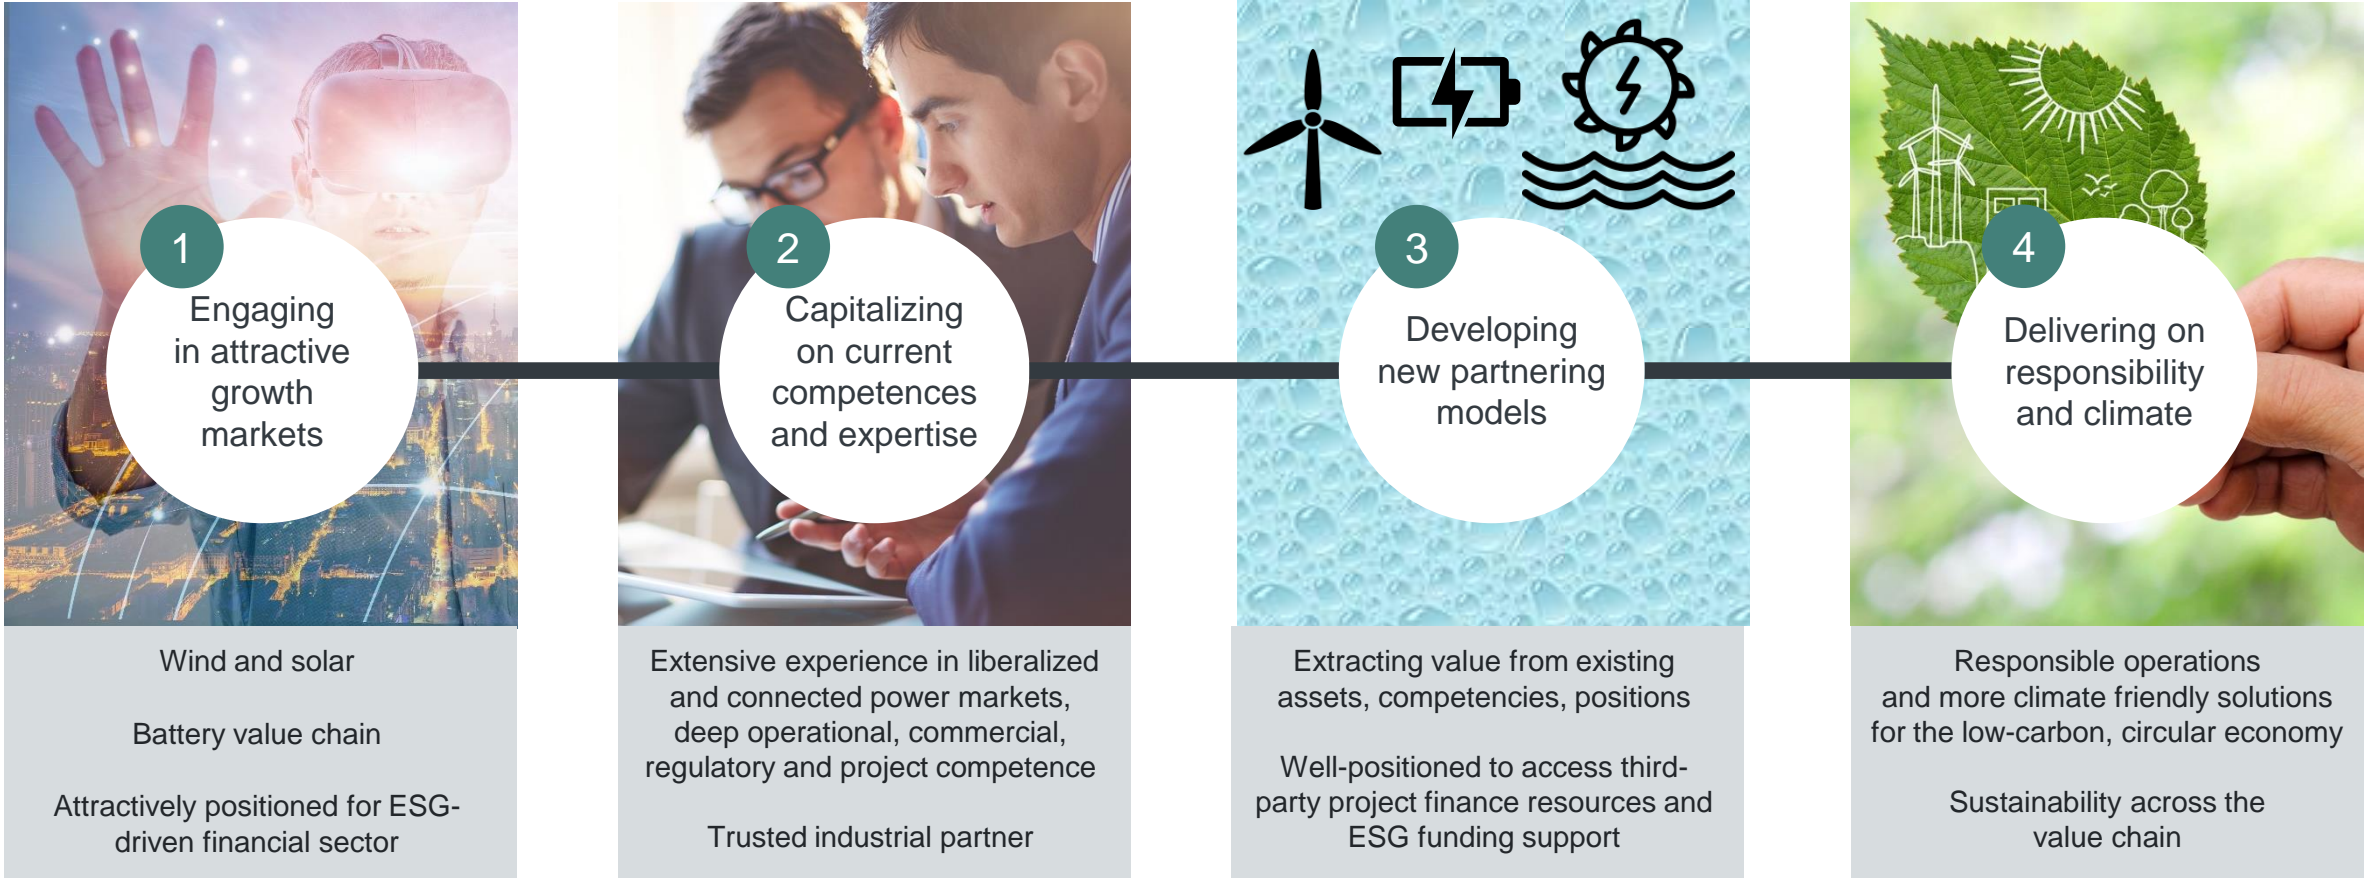 1
Engaging
in attractive
growth
markets
Wind and solar
Battery value chain
Attractively positioned for ESG-
driven financial sector
2
Capitalizing
on current
competences
and expertise
Extensive experience in liberalized
and connected power markets,
deep operational, commercial,
regulatory and project competence
Trusted industrial partner
3
Developing
new partnering
models
Extracting value from existing
assets, competencies, positions
Well-positioned to access third-
party project finance resources and
ESG funding support
4
Delivering on
responsibility
and climate
Responsible operations
and more climate friendly solutions
for the low-carbon, circular economy
Sustainability across the
value chain